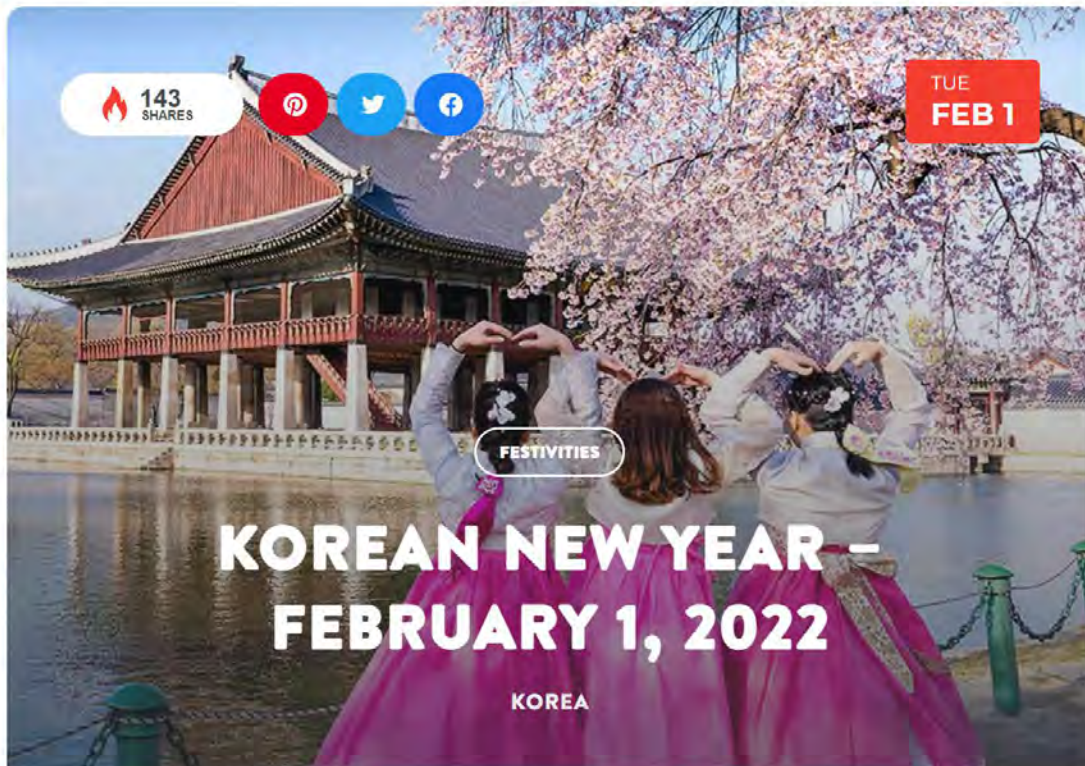 143
SHARES
TUE
FEB 1
FESTIVITIES
KOREAN NEW YEAR –
FEBRUARY 1, 2022
KOREA